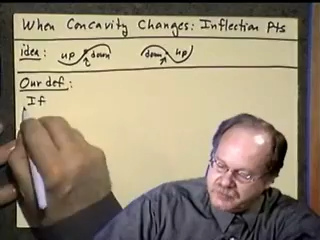 When Concavity Changes: Inflection Pts
idea: up down down up
Our def:
If